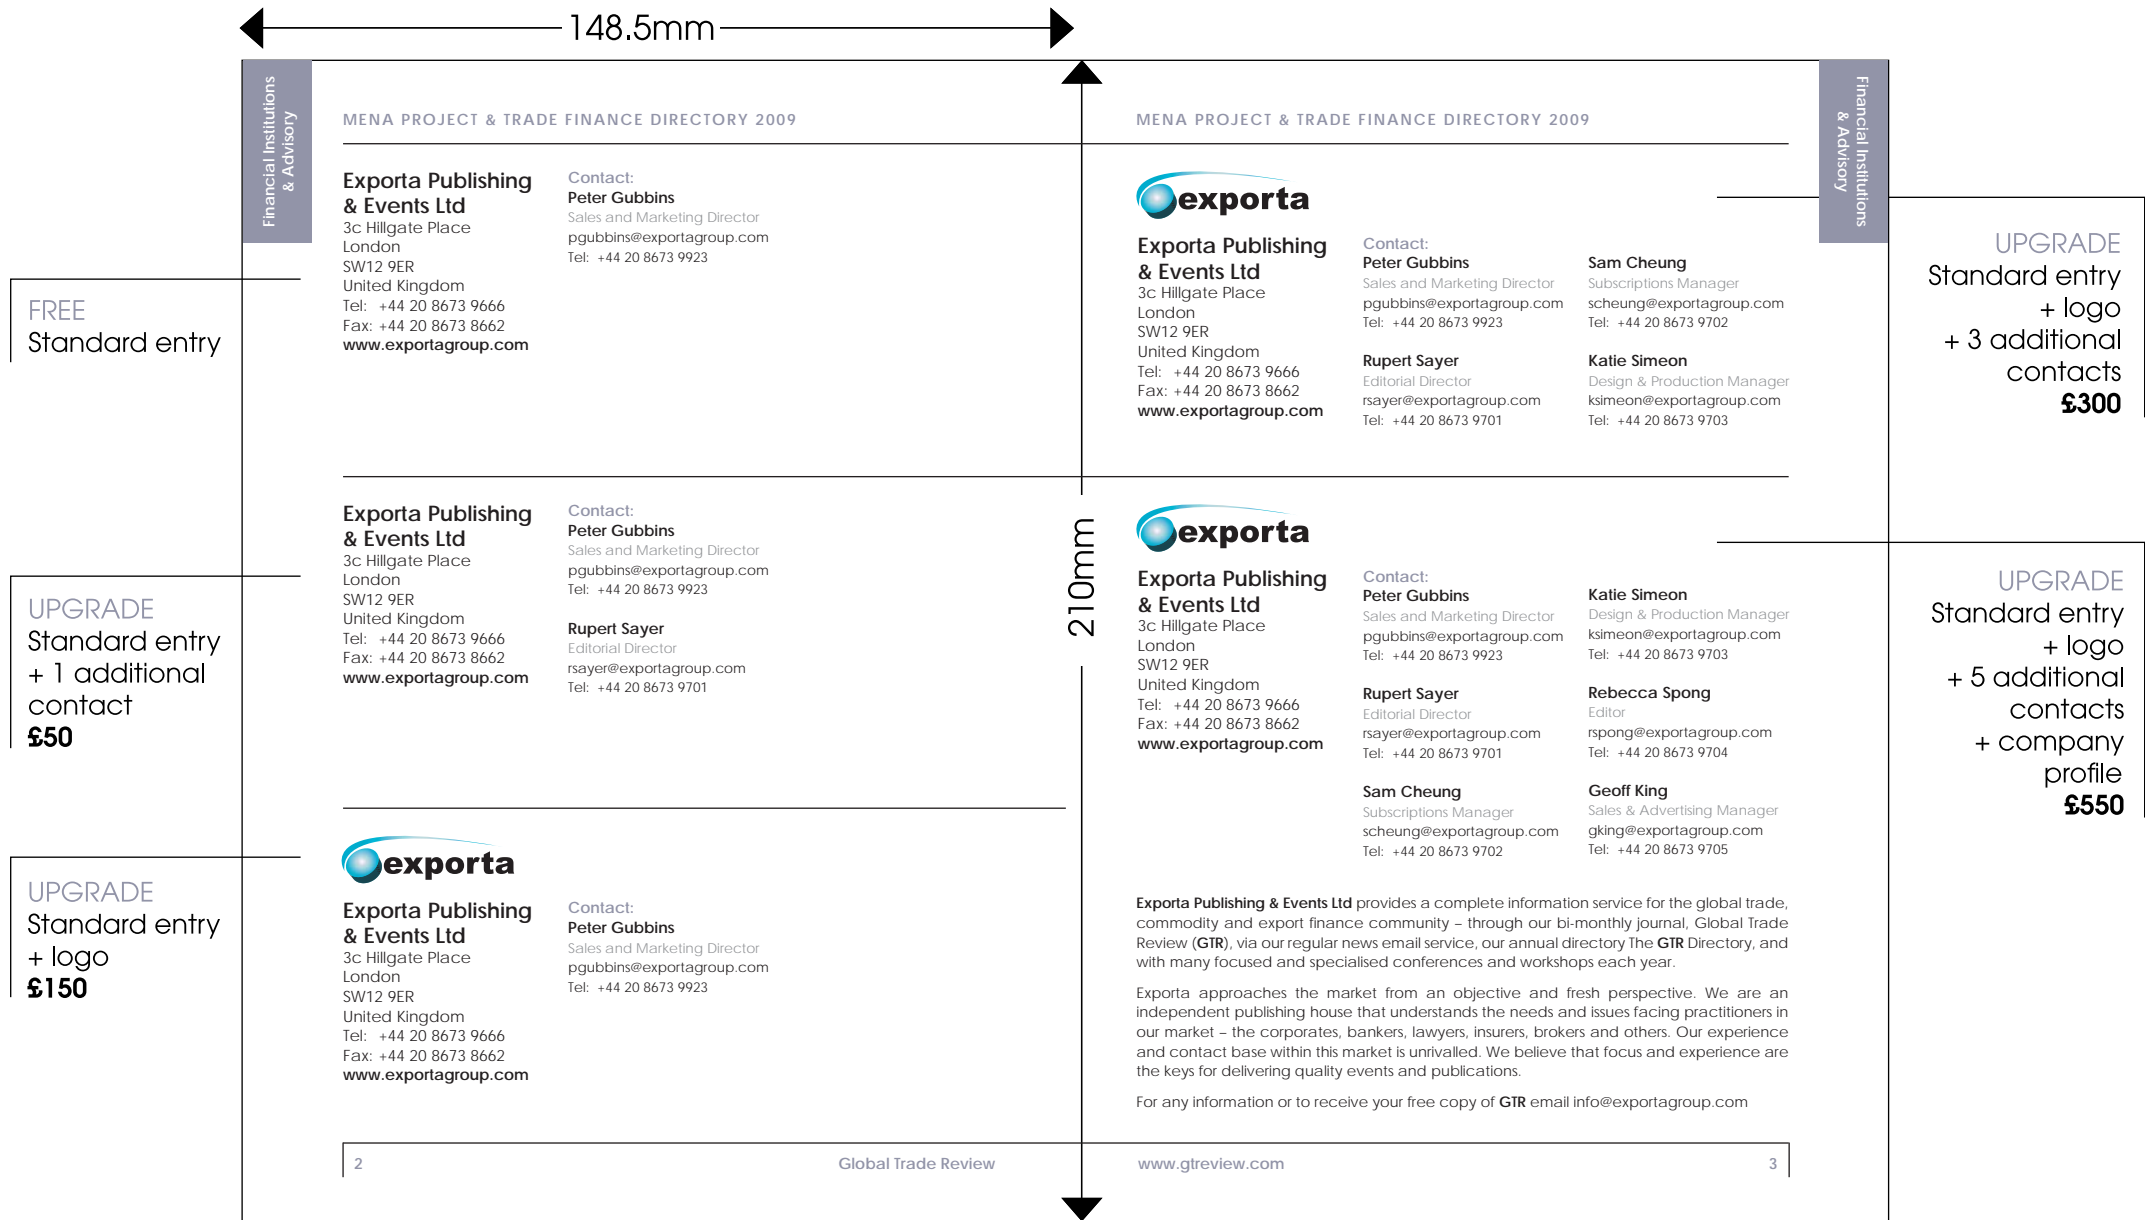 148.5mm
Financial Institutions
& Advisory
MENA PROJECT & TRADE FINANCE DIRECTORY 2009
Exporta Publishing
& Events Ltd
3c Hillgate Place
London
SW12 9ER
United Kingdom
Tel: +44 20 8673 9666
Fax: +44 20 8673 8662
www.exportagroup.com
Contact:
Peter Gubbins
Sales and Marketing Director
pgubbins@exportagroup.com
Tel: +44 20 8673 9923
FREE
Standard entry
Exporta Publishing
& Events Ltd
3c Hillgate Place
London
SW12 9ER
United Kingdom
Tel: +44 20 8673 9666
Fax: +44 20 8673 8662
www.exportagroup.com
Contact:
Peter Gubbins
Sales and Marketing Director
pgubbins@exportagroup.com
Tel: +44 20 8673 9923
Rupert Sayer
Editorial Director
rsayer@exportagroup.com
Tel: +44 20 8673 9701
UPGRADE
Standard entry
+ 1 additional
contact
£50
exporta
Exporta Publishing
& Events Ltd
3c Hillgate Place
London
SW12 9ER
United Kingdom
Tel: +44 20 8673 9666
Fax: +44 20 8673 8662
www.exportagroup.com
Contact:
Peter Gubbins
Sales and Marketing Director
pgubbins@exportagroup.com
Tel: +44 20 8673 9923
UPGRADE
Standard entry
+ logo
£150
2
Global Trade Review
210mm
MENA PROJECT & TRADE FINANCE DIRECTORY 2009
Financial Institutions
& Advisory
exporta
Exporta Publishing
& Events Ltd
3c Hillgate Place
London
SW12 9ER
United Kingdom
Tel: +44 20 8673 9666
Fax: +44 20 8673 8662
www.exportagroup.com
Contact:
Peter Gubbins
Sales and Marketing Director
pgubbins@exportagroup.com
Tel: +44 20 8673 9923
Rupert Sayer
Editorial Director
rsayer@exportagroup.com
Tel: +44 20 8673 9701
Sam Cheung
Subscriptions Manager
scheung@exportagroup.com
Tel: +44 20 8673 9702
Katie Simeon
Design & Production Manager
ksimeon@exportagroup.com
Tel: +44 20 8673 9703
UPGRADE
Standard entry
+ logo
+ 3 additional
contacts
£300
exporta
Exporta Publishing
& Events Ltd
3c Hillgate Place
London
SW12 9ER
United Kingdom
Tel: +44 20 8673 9666
Fax: +44 20 8673 8662
www.exportagroup.com
Contact:
Peter Gubbins
Sales and Marketing Director
pgubbins@exportagroup.com
Tel: +44 20 8673 9923
Rupert Sayer
Editorial Director
rsayer@exportagroup.com
Tel: +44 20 8673 9701
Sam Cheung
Subscriptions Manager
scheung@exportagroup.com
Tel: +44 20 8673 9702
Katie Simeon
Design & Production Manager
ksimeon@exportagroup.com
Tel: +44 20 8673 9703
Rebecca Spong
Editor
rspong@exportagroup.com
Tel: +44 20 8673 9704
Geoff King
Sales & Advertising Manager
gking@exportagroup.com
Tel: +44 20 8673 9705
UPGRADE
Standard entry
+ logo
+ 5 additional
contacts
+ company
profile
£550
Exporta Publishing & Events Ltd provides a complete information service for the global trade,
commodity and export finance community – through our bi-monthly journal, Global Trade
Review (GTR), via our regular news email service, our annual directory The GTR Directory, and
with many focused and specialised conferences and workshops each year.
Exporta approaches the market from an objective and fresh perspective. We are an
independent publishing house that understands the needs and issues facing practitioners in
our market – the corporates, bankers, lawyers, insurers, brokers and others. Our experience
and contact base within this market is unrivalled. We believe that focus and experience are
the keys for delivering quality events and publications.
For any information or to receive your free copy of GTR email info@exportagroup.com
www.gtreview.com
3